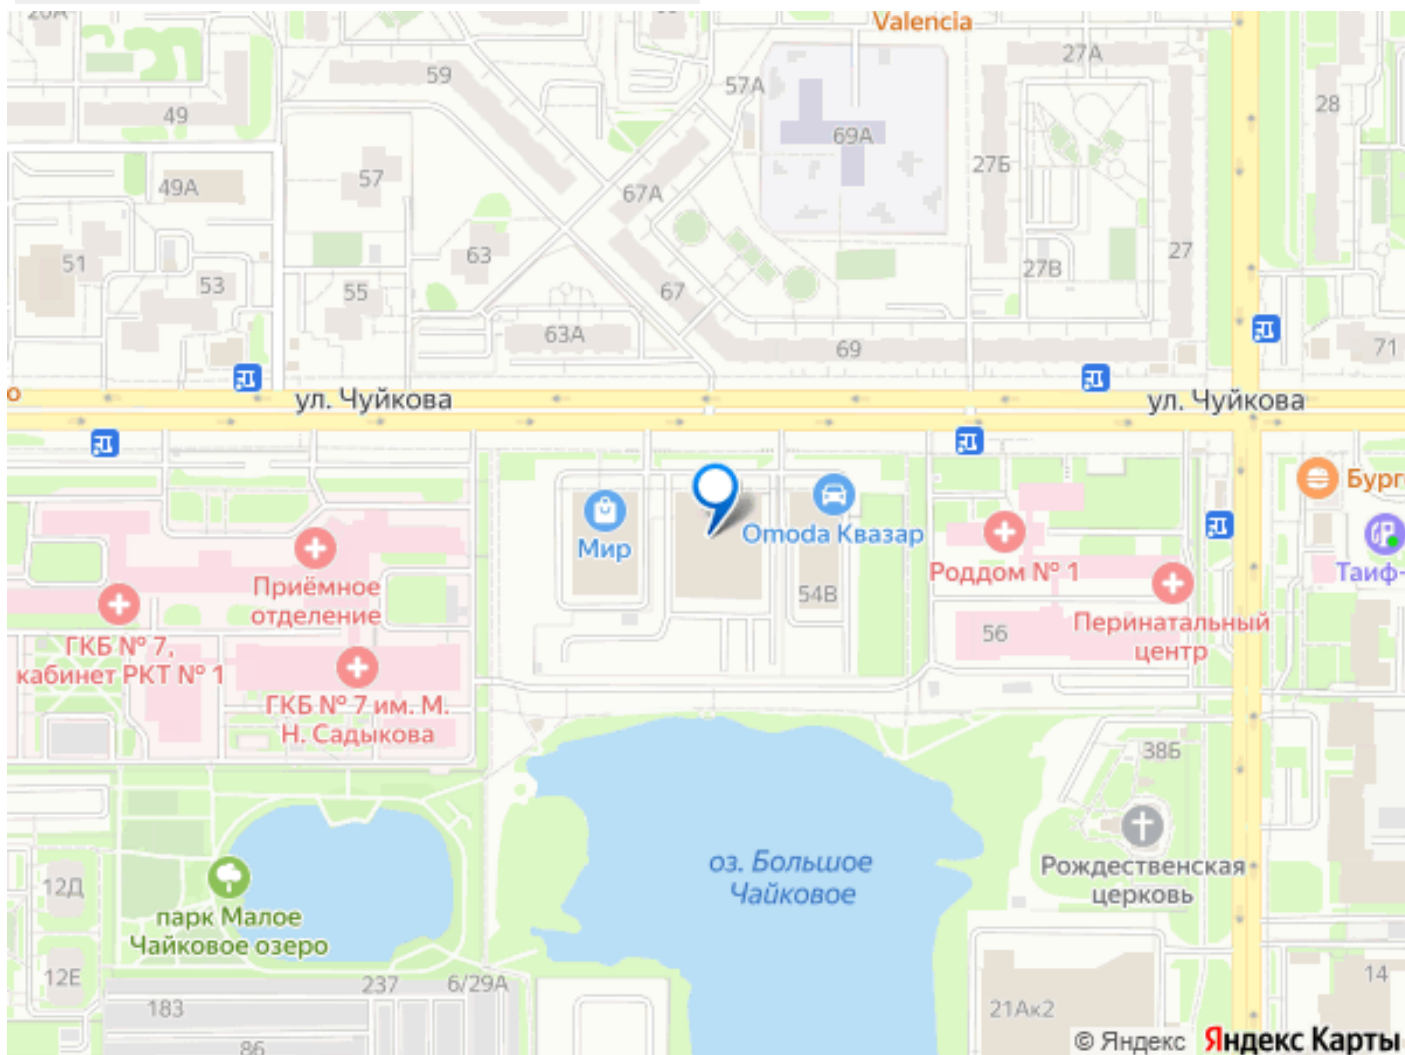 Valencia
27А
59
57А
28
49
69А
27Б
57
49А
67А
63
27
51
53
27В
55
67
63А
69
71
о
ул. Чуйкова
ул. Чуйкова
Бург
Мир
Omoda Квазар
Таиф-
Приёмное
отделение
Роддом № 1
54В
56
Перинатальный
центр
ГКБ № 7,
кабинет РКТ № 1
ГКБ № 7 им. М.
Н. Садыкова
38Б
оз. Большое
Чайковое
Рождественская
церковь
12Д
парк Малое
Чайковое озеро
12Е
237
6/29А
14
183
21Ак2
86
© Яндекс
Яндекс Карты